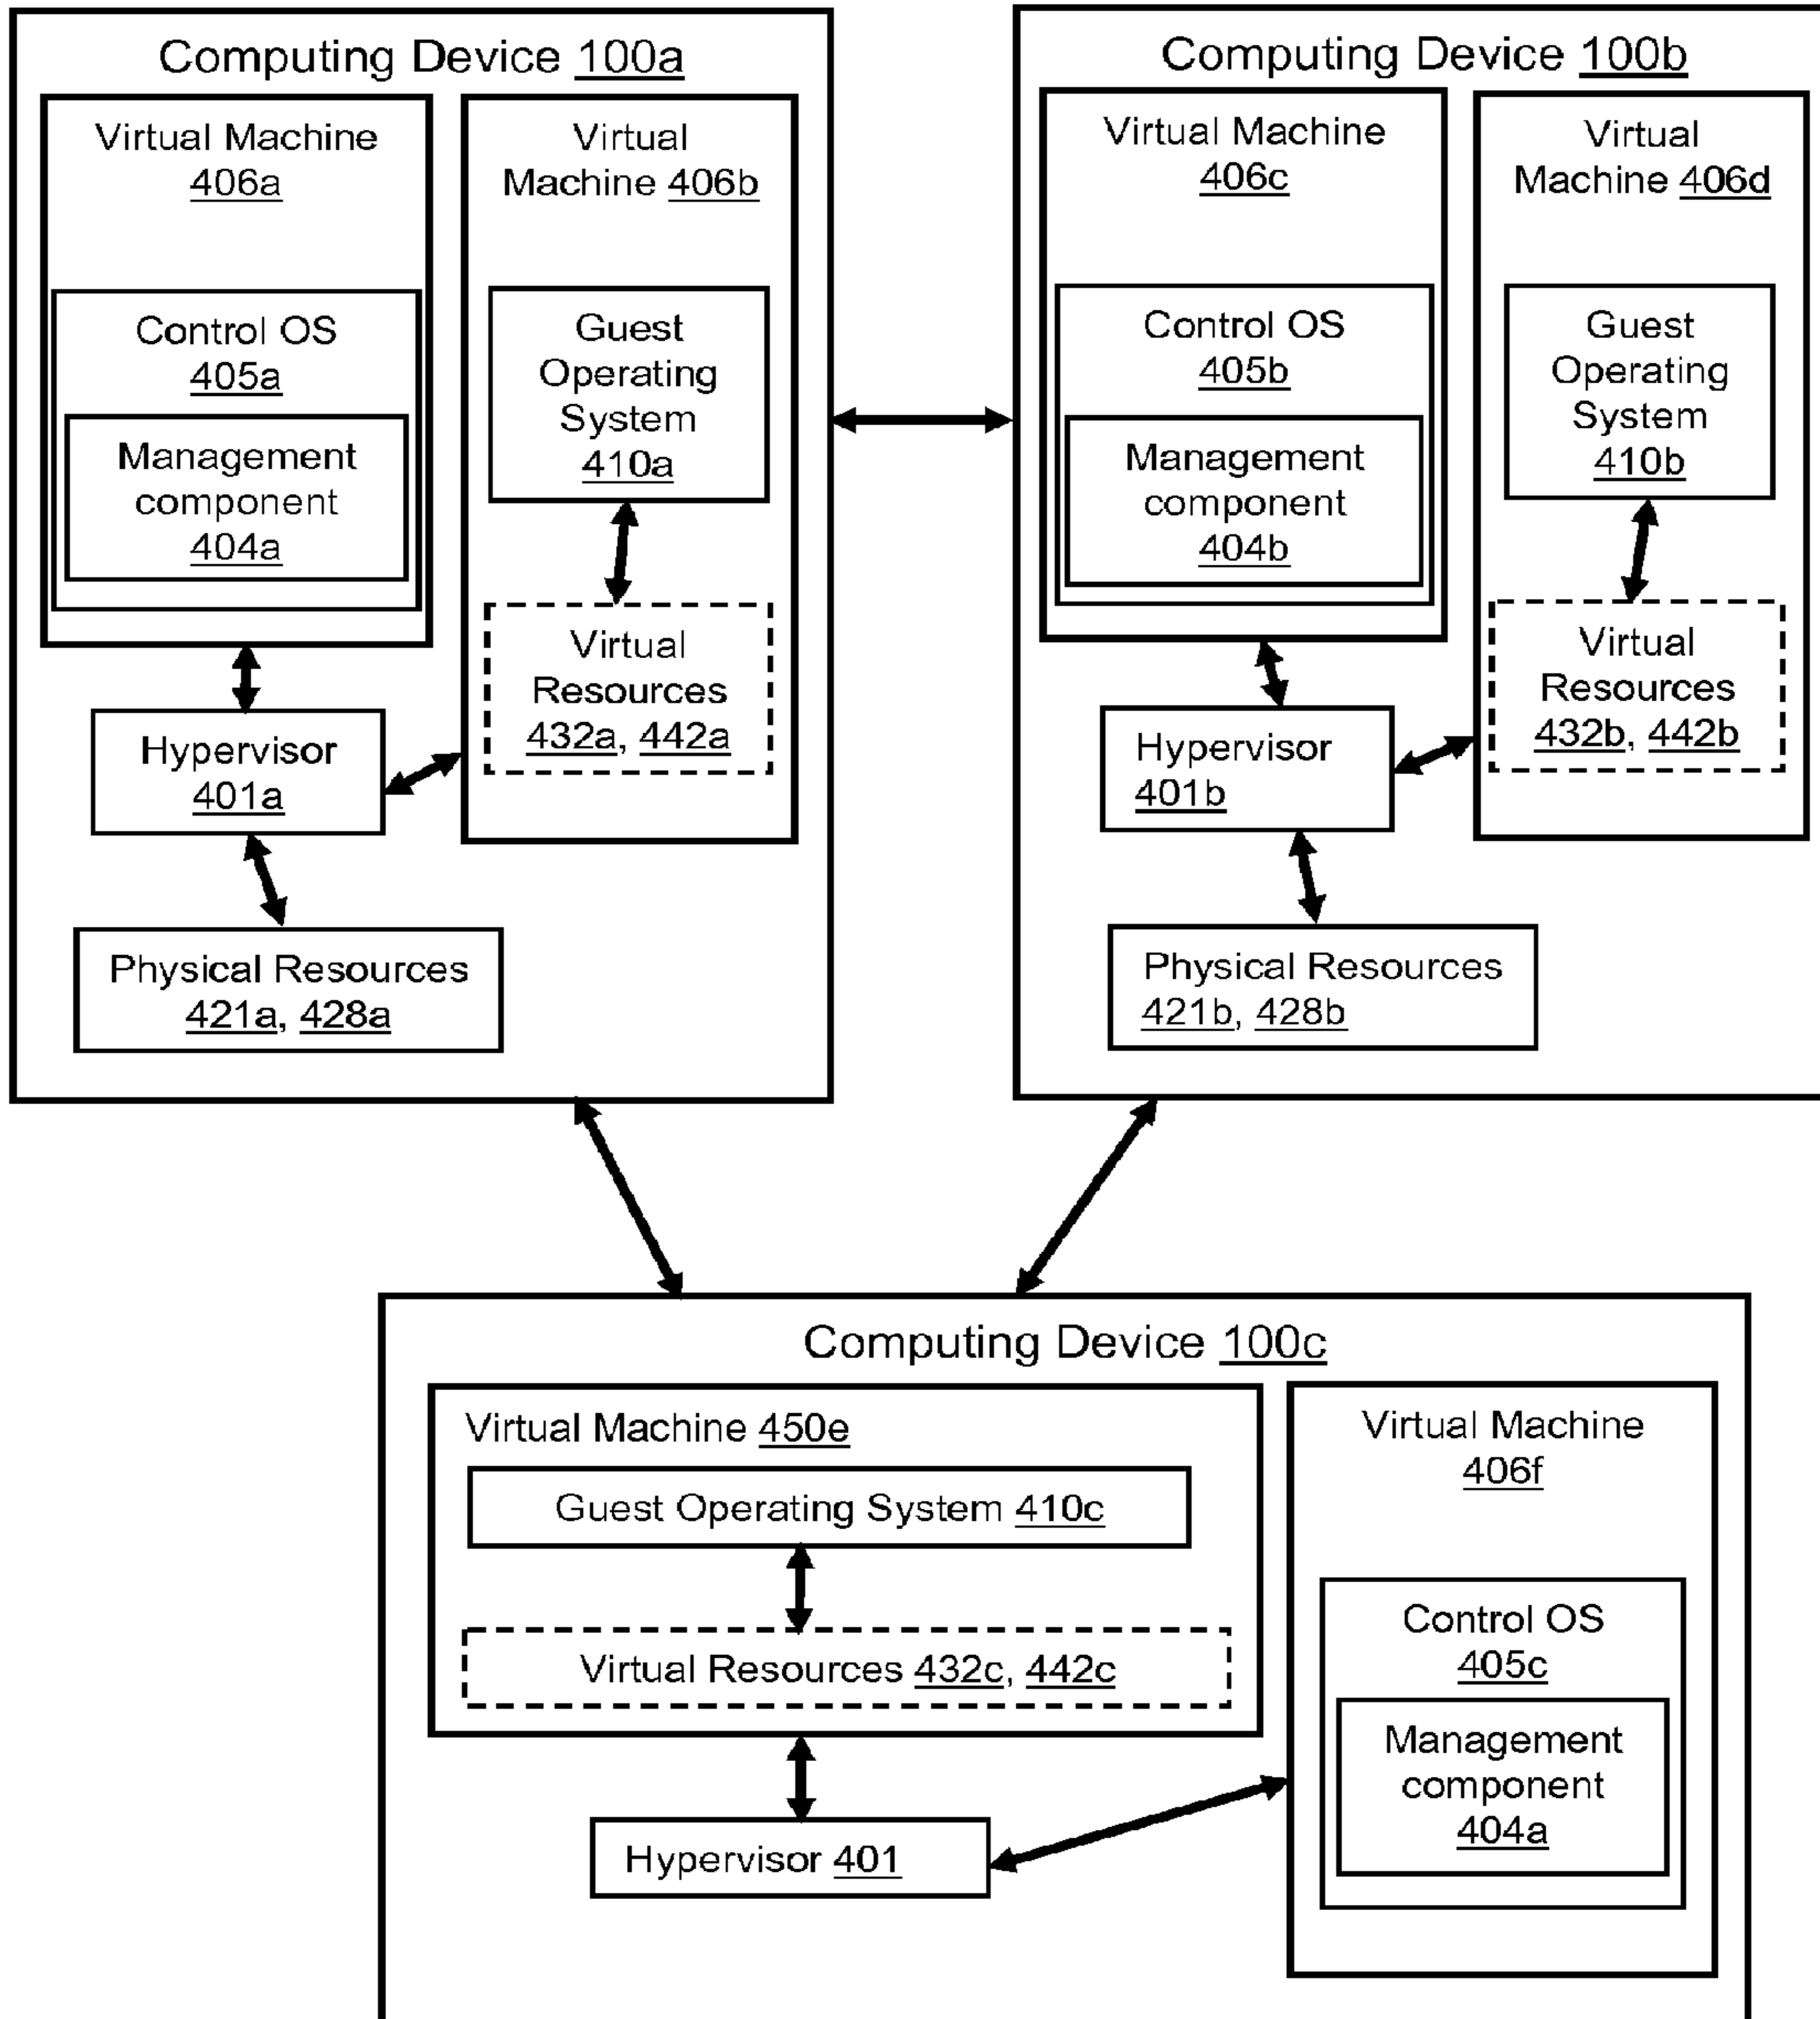 Computing Device 100a
Virtual Machine
406a
Control OS
405a
Management
component
404a
Virtual
Machine 406b
Guest
Operating
System
410a
Virtual
Resources
432a, 442a
Hypervisor
401a
Physical Resources
421a, 428a
Computing Device 100b
Virtual Machine
406c
Control OS
405b
Management
component
404b
Virtual
Machine 406d
Guest
Operating
System
410b
Virtual
Resources
432b, 442b
Hypervisor
401b
Physical Resources
421b, 428b
Computing Device 100c
Virtual Machine 450e
Guest Operating System 410c
Virtual Resources 432c, 442c
Hypervisor 401
Virtual Machine
406f
Control OS
405c
Management
component
404a